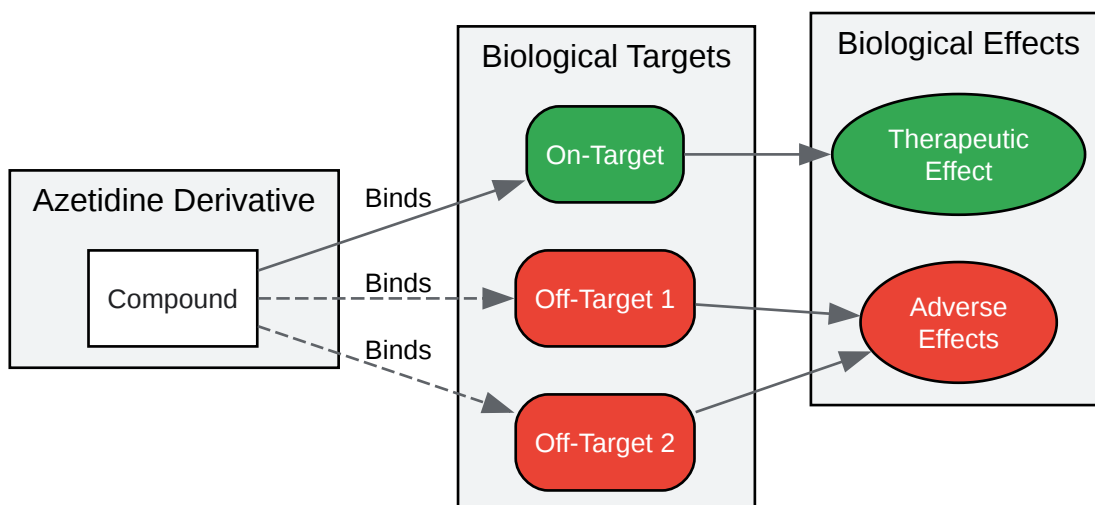 Azetidine Derivative
Compound
Binds
Binds
Binds
Biological Targets
On-Target
Off-Target 1
Off-Target 2
Biological Effects
Therapeutic
Effect
Adverse
Effects